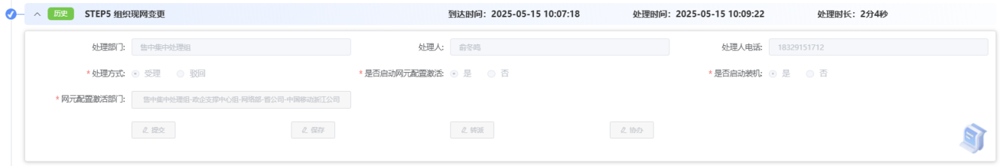 历史 STEP5 组织现网变更 到达时间：2025-05-15 10:07:18 处理时间：2025-05-15 10:09:22 处理时长：2分4秒
处理部门: 售中集中处理组 处理人: 俞冬鸣 处理人电话: 18329151712
* 处理方式: 受理 驳回 * 是否启动网元配置激活: 是 否 * 是否启动装机: 是 否
* 网元配置激活部门: 售中集中处理组-政企支撑中心组-网络部-省公司-中国移动浙江公司
提交 保存 转派 协办